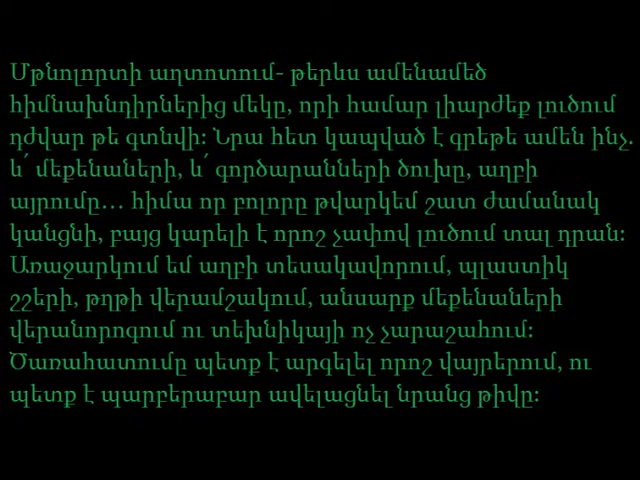 Մթնոլորտի աղտոտում- թերևս ամենամեծ
հիմնախնդիրներից մեկը, որի համար լիարժեք լուծում
դժվար թե գտնվի: Նրա հետ կապված է գրեթե ամեն ինչ.
և՛ մեքենաների, և՛ գործարանների ծուխը, աղբի
այրումը… հիմա որ բոլորը թվարկեմ շատ ժամանակ
կանցնի, բայց կարելի է որոշ չափով լուծում տալ դրան:
Առաջարկում եմ աղբի տեսակավորում, պլաստիկ
շշերի, թղթի վերամշակում, անսարք մեքենաների
վերանորոգում ու տեխնիկայի ոչ չարաշահում:
Ծառահատումը պետք է արգելել որոշ վայրերում, ու
պետք է պարբերաբար ավելացնել նրանց թիվը: